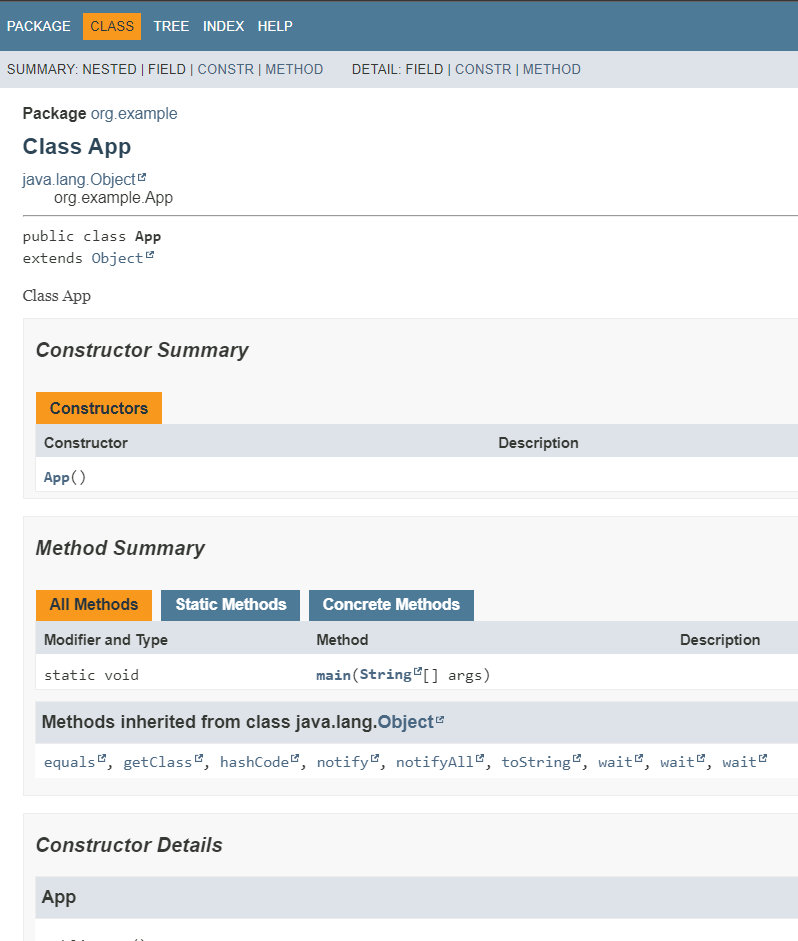 PACKAGE CLASS TREE INDEX HELP
SUMMARY: NESTED | FIELD | CONSTR | METHOD DETAIL: FIELD | CONSTR | METHOD
Package org.example
Class App
java.lang.Object
org.example.App
public class App
extends Object
Class App
Constructor Summary
Constructors
Constructor Description
App()
Method Summary
All Methods Static Methods Concrete Methods
Modifier and Type Method Description
static void main(String[] args)
Methods inherited from class java.lang.Object
equals, getClass, hashCode, notify, notifyAll, toString, wait, wait, wait
Constructor Details
App